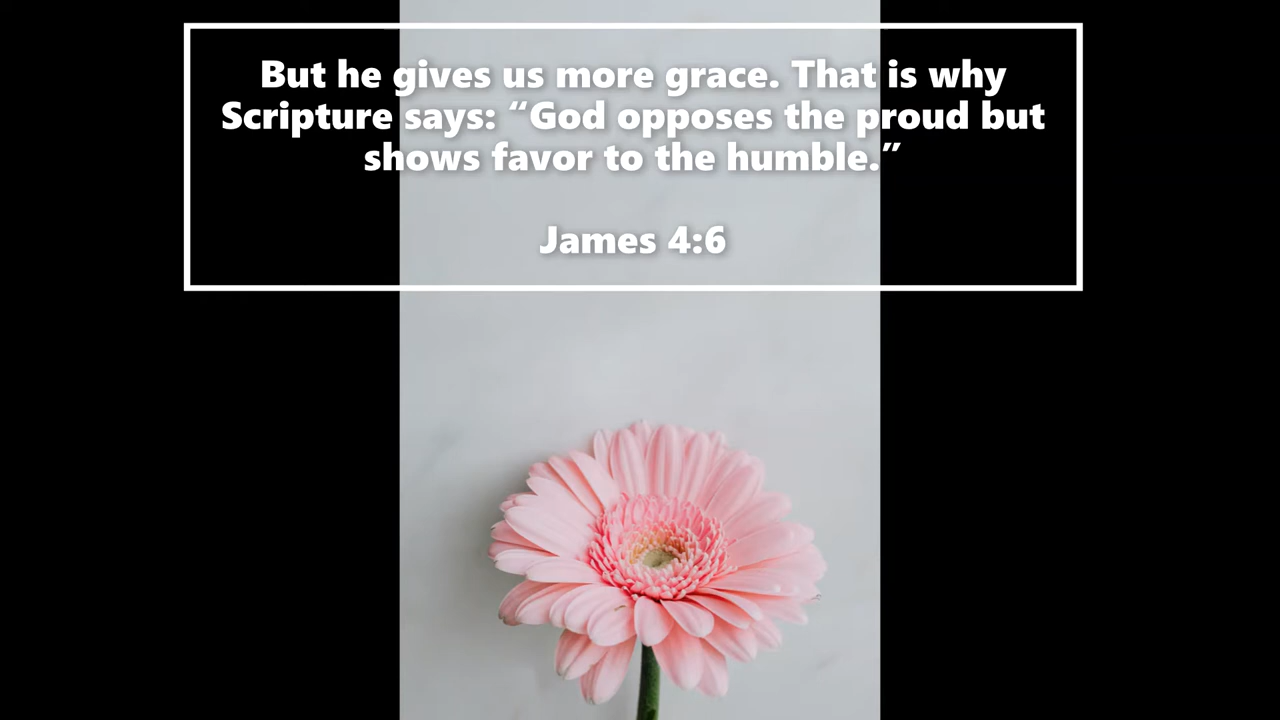 But he gives us more grace. That is why
Scripture says: “God opposes the proud but
shows favor to the humble.”
James 4:6